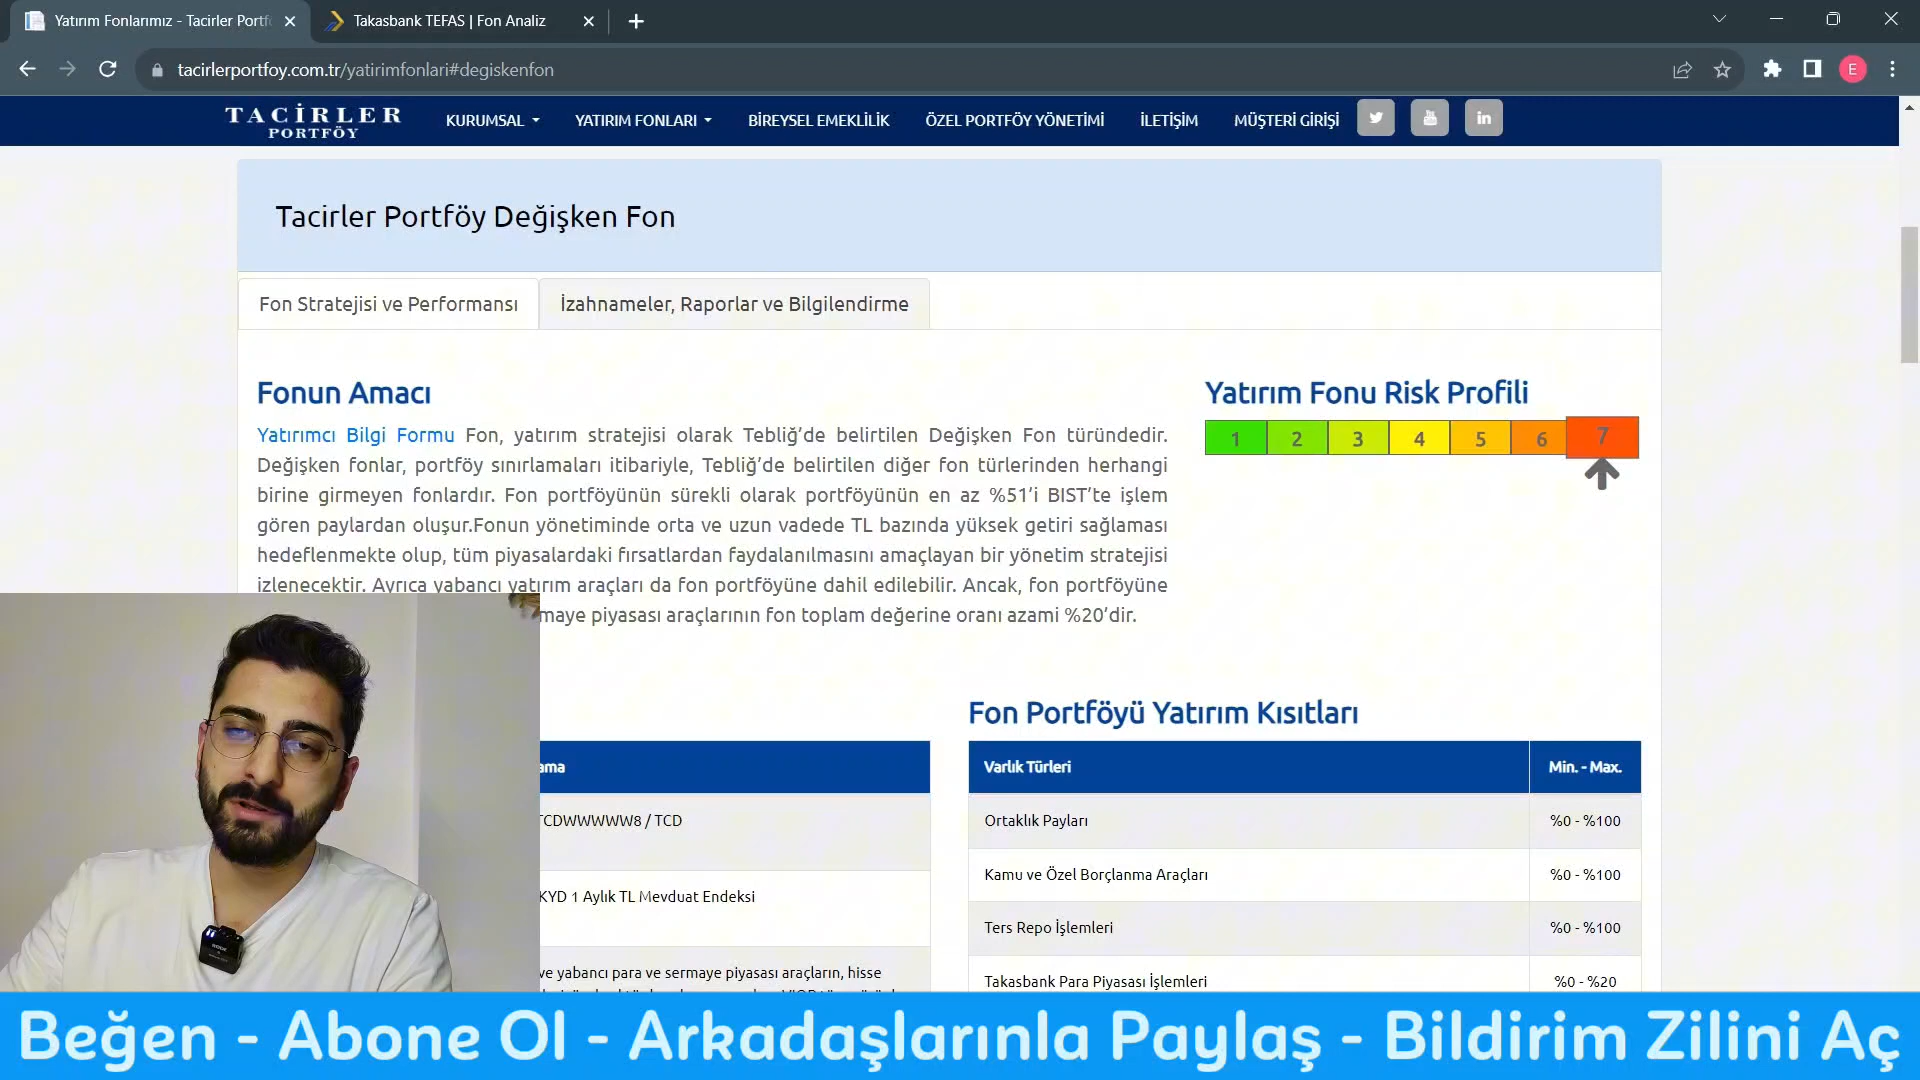 Yatırım Fonlarımız - Tacirler Portf
Takasbank TEFAS | Fon Analiz
tacirlerportfoy.com.tr/yatirimfonlari#degiskenfon
E
TACİRLER
PORTFÖY
KURUMSAL
YATIRIM FONLARI
BİREYSEL EMEKLİLİK
ÖZEL PORTFÖY YÖNETİMİ
İLETİŞİM
MÜŞTERİ GİRİŞİ
Tacirler Portföy Değişken Fon
Fon Stratejisi ve Performansı
İzahnameler, Raporlar ve Bilgilendirme
Fonun Amacı
Yatırımcı Bilgi Formu Fon, yatırım stratejisi olarak Tebliğ’de belirtilen Değişken Fon türündedir.
Değişken fonlar, portföy sınırlamaları itibariyle, Tebliğ’de belirtilen diğer fon türlerinden herhangi
birine girmeyen fonlardır. Fon portföyünün sürekli olarak portföyünün en az %51’i BIST’te işlem
gören paylardan oluşur.Fonun yönetiminde orta ve uzun vadede TL bazında yüksek getiri sağlaması
hedeflenmekte olup, tüm piyasalardaki fırsatlardan faydalanılmasını amaçlayan bir yönetim stratejisi
izlenecektir. Ayrıca yabancı yatırım araçları da fon portföyüne dahil edilebilir. Ancak, fon portföyüne
maye piyasası araçlarının fon toplam değerine oranı azami %20’dir.
Yatırım Fonu Risk Profili
1 2 3 4 5 6 7
ama
TCDWWWWW8 / TCD
KYD 1 Aylık TL Mevduat Endeksi
ve yabancı para ve sermaye piyasası araçların, hisse
Fon Portföyü Yatırım Kısıtları
Varlık Türleri Min. - Max.
Ortaklık Payları %0 - %100
Kamu ve Özel Borçlanma Araçları %0 - %100
Ters Repo İşlemleri %0 - %100
Takasbank Para Piyasası İşlemleri %0 - %20
Beğen - Abone Ol - Arkadaşlarınla Paylaş - Bildirim Zilini Aç